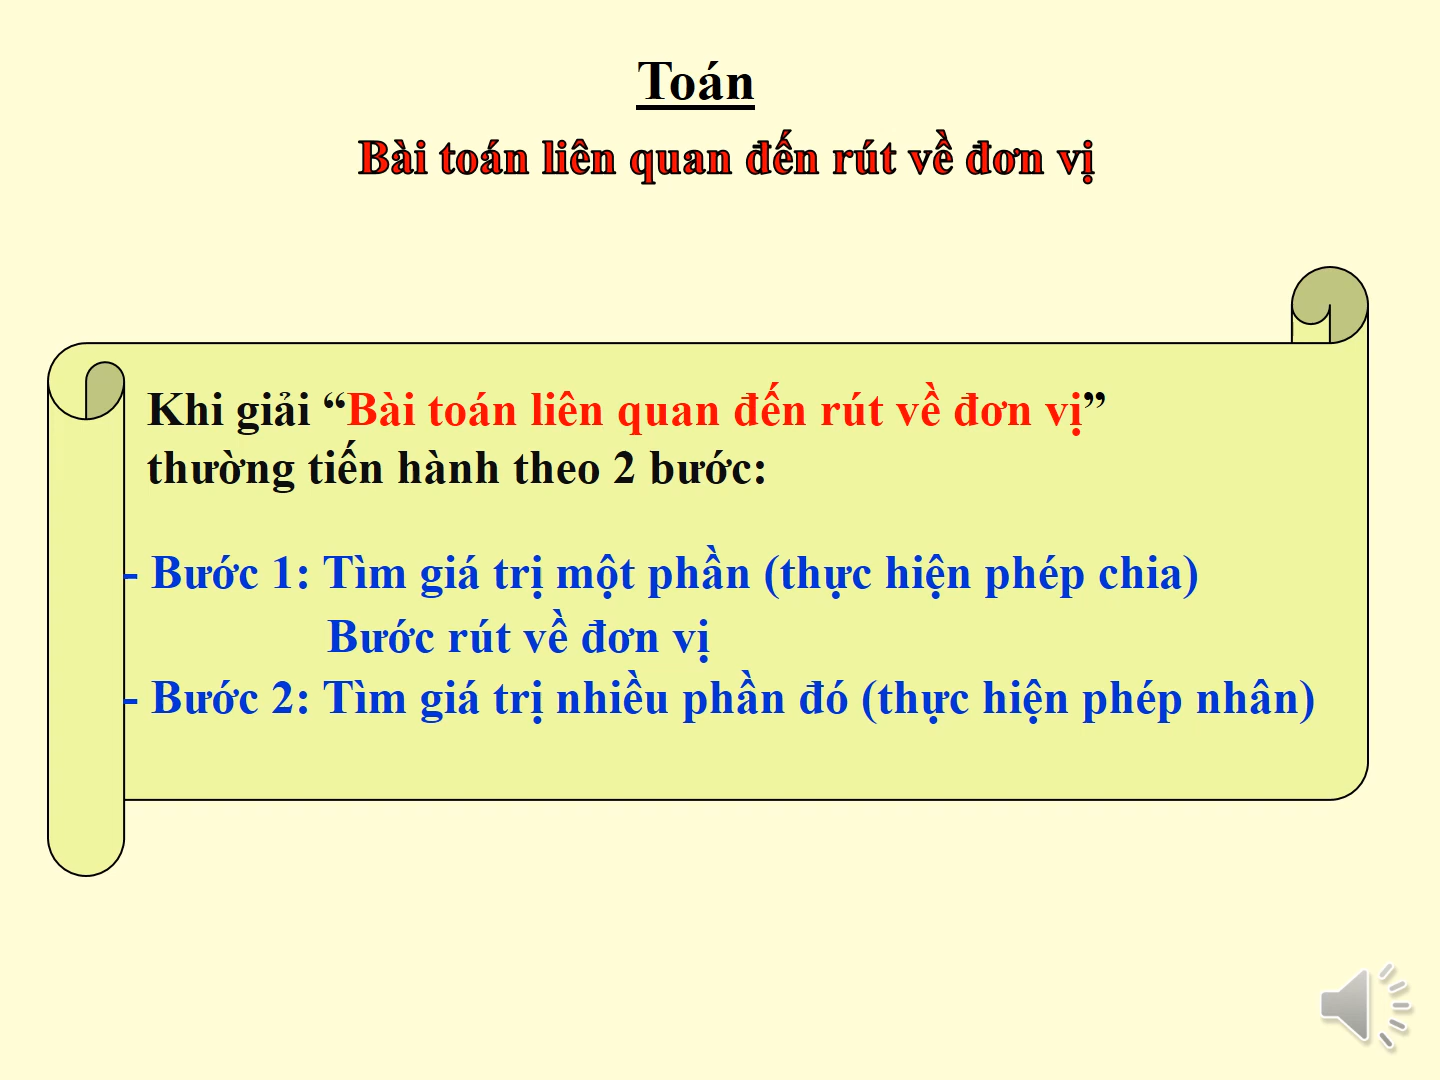 Toán
Bài toán liên quan đến rút về đơn vị
Khi giải “Bài toán liên quan đến rút về đơn vị”
thường tiến hành theo 2 bước:
- Bước 1: Tìm giá trị một phần (thực hiện phép chia)
Bước rút về đơn vị
- Bước 2: Tìm giá trị nhiều phần đó (thực hiện phép nhân)